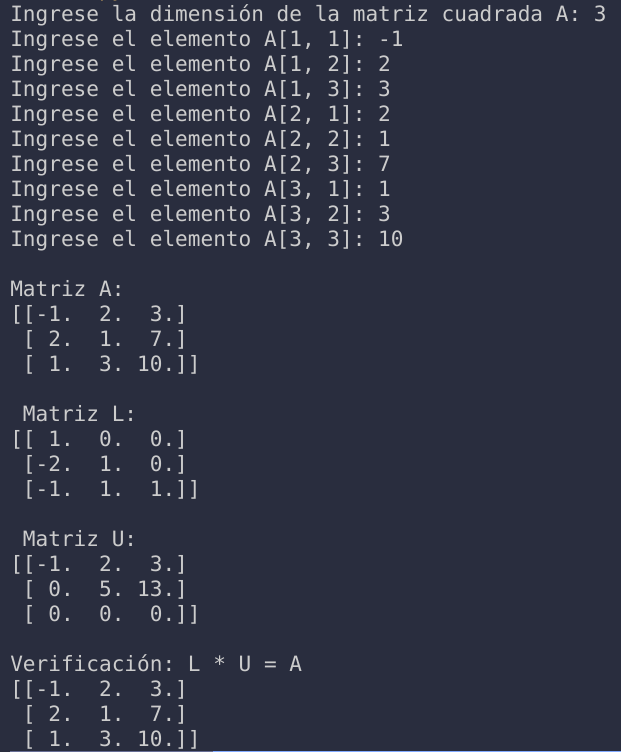 Ingrese la dimensión de la matriz cuadrada A: 3
Ingrese el elemento A[1, 1]: -1
Ingrese el elemento A[1, 2]: 2
Ingrese el elemento A[1, 3]: 3
Ingrese el elemento A[2, 1]: 2
Ingrese el elemento A[2, 2]: 1
Ingrese el elemento A[2, 3]: 7
Ingrese el elemento A[3, 1]: 1
Ingrese el elemento A[3, 2]: 3
Ingrese el elemento A[3, 3]: 10
Matriz A:
[[-1.  2.  3.]
 [ 2.  1.  7.]
 [ 1.  3. 10.]]
 Matriz L:
[[ 1.  0.  0.]
 [-2.  1.  0.]
 [-1.  1.  1.]]
 Matriz U:
[[-1.  2.  3.]
 [ 0.  5. 13.]
 [ 0.  0.  0.]]
Verificación: L * U = A
[[-1.  2.  3.]
 [ 2.  1.  7.]
 [ 1.  3. 10.]]